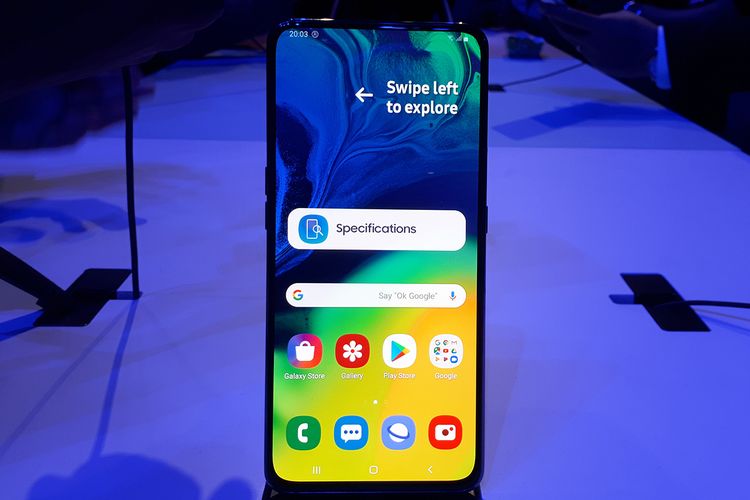 20.03
Swipe left
to explore
Specifications
Say "Ok Google"
Galaxy Store
Gallery
Play Store
Google